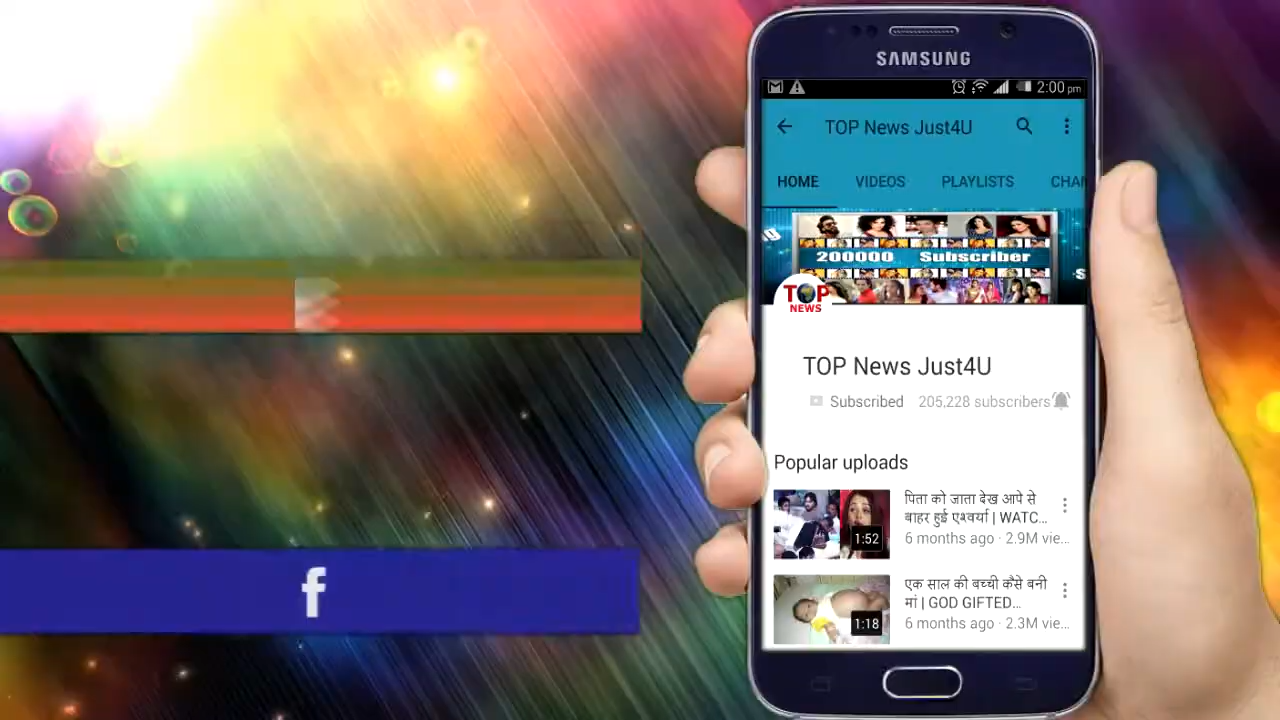 SAMSUNG
2:00 pm
TOP News Just4U
HOME VIDEOS PLAYLISTS CHAN
200000 Subscriber
TOP
NEWS
TOP News Just4U
Subscribed 205,228 subscribers
Popular uploads
पिता को जाता देख आपे से
बाहर हुई एश्वर्या | WATC...
1:52
6 months ago · 2.9M vie...
एक साल की बच्ची कैसे बनी
मां | GOD GIFTED...
1:18
6 months ago · 2.3M vie...
f